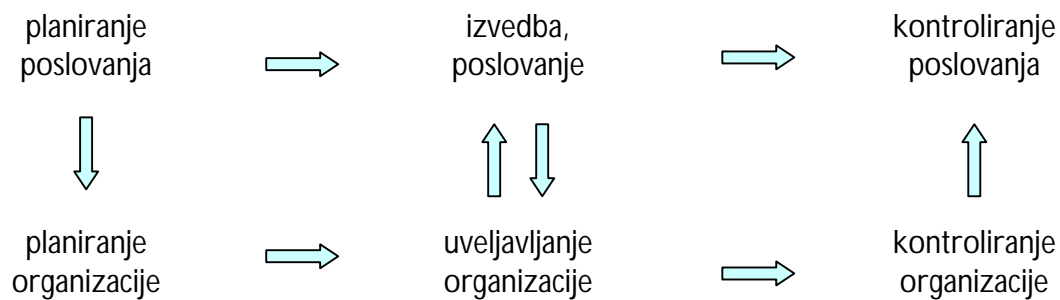 planiranje
poslovanja
izvedba,
poslovanje
kontroliranje
poslovanja
planiranje
organizacije
uveljavljanje
organizacije
kontroliranje
organizacije